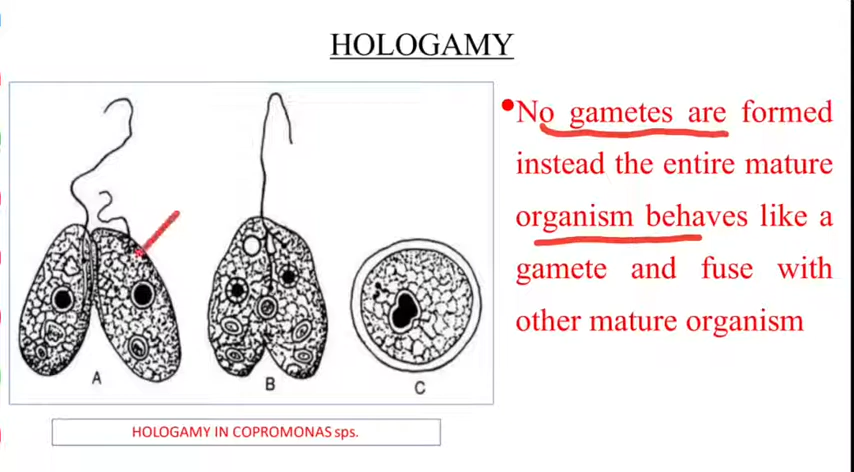 HOLOGAMY
•No gametes are formed
instead the entire mature
organism behaves like a
gamete and fuse with
other mature organism
A
B
C
HOLOGAMY IN COPROMONAS sps.